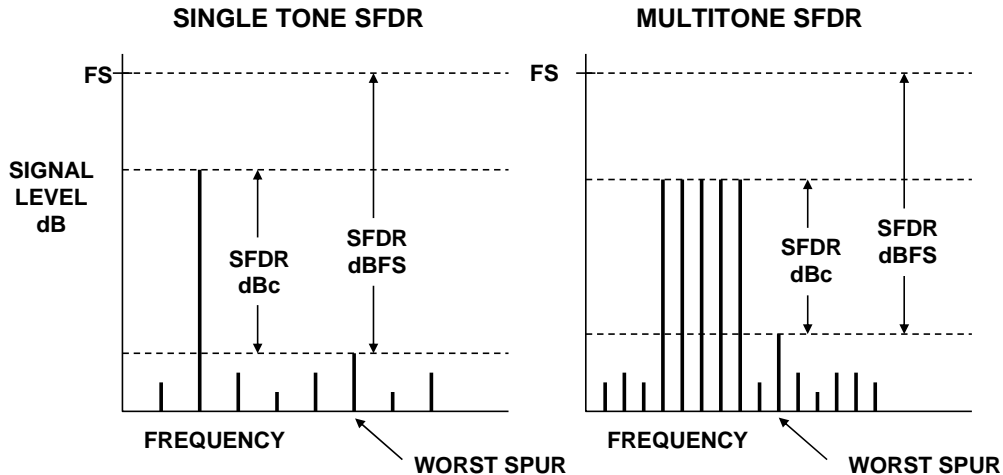 SINGLE TONE SFDR
FS
SIGNAL
LEVEL
dB
SFDR
dBc
SFDR
dBFS
FREQUENCY
WORST SPUR
MULTITONE SFDR
FS
SFDR
dBc
SFDR
dBFS
FREQUENCY
WORST SPUR